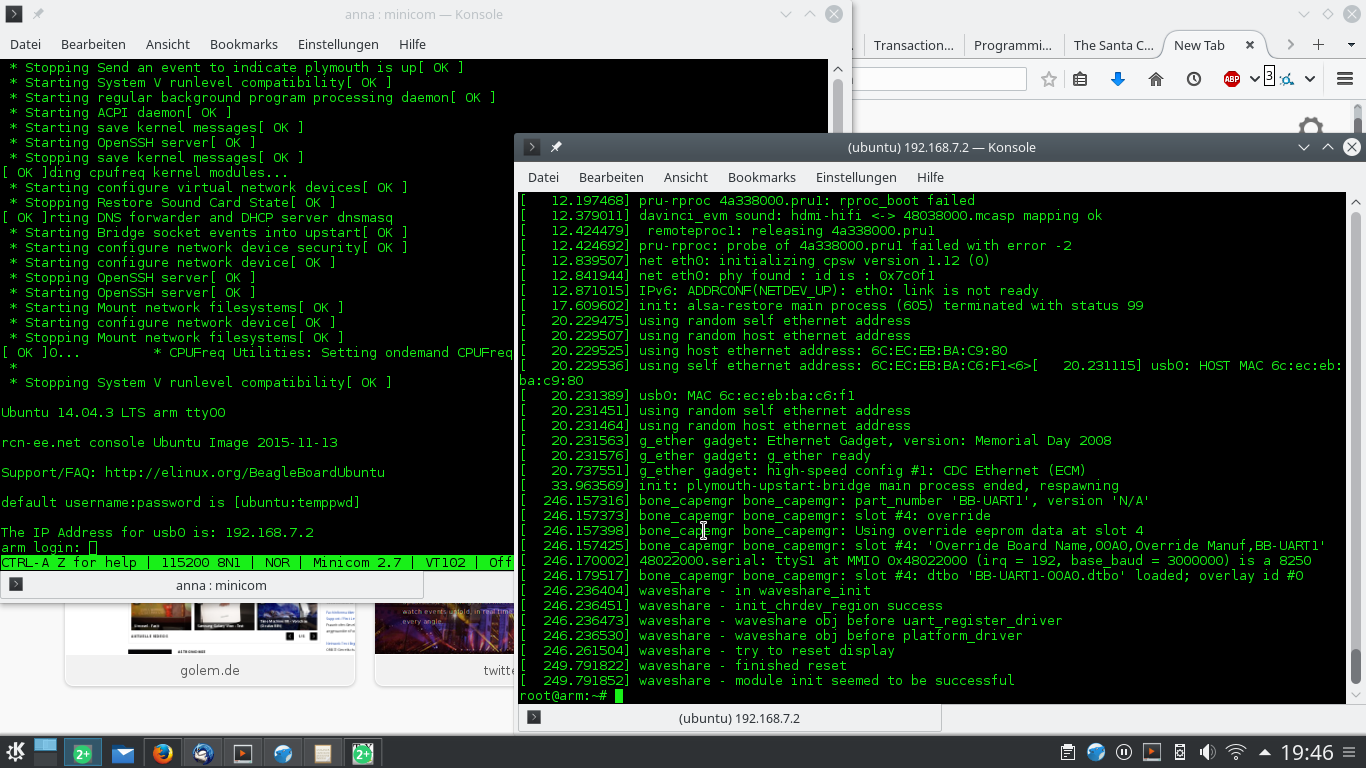 anna : minicom — Konsole
Datei Bearbeiten Ansicht Bookmarks Einstellungen Hilfe
* Stopping Send an event to indicate plymouth is up[ OK ]
* Starting System V runlevel compatibility[ OK ]
* Starting regular background program processing daemon[ OK ]
* Starting ACPI daemon[ OK ]
* Starting save kernel messages[ OK ]
* Starting OpenSSH server[ OK ]
* Stopping save kernel messages[ OK ]
[ OK ]ding cpufreq kernel modules...
* Starting configure virtual network devices[ OK ]
* Stopping Restore Sound Card State[ OK ]
[ OK ]rting DNS forwarder and DHCP server dnsmasq
* Starting Bridge socket events into upstart[ OK ]
* Starting configure network device security[ OK ]
* Starting configure network device[ OK ]
* Stopping OpenSSH server[ OK ]
* Starting OpenSSH server[ OK ]
* Starting Mount network filesystems[ OK ]
* Starting configure network device[ OK ]
* Stopping Mount network filesystems[ OK ]
[ OK ]0... * CPUFreq Utilities: Setting ondemand CPUFreq
*
* Stopping System V runlevel compatibility[ OK ]
Ubuntu 14.04.3 LTS arm ttyO0
rcn-ee.net console Ubuntu Image 2015-11-13
Support/FAQ: http://elinux.org/BeagleBoardUbuntu
default username:password is [ubuntu:temppwd]
The IP Address for usb0 is: 192.168.7.2
arm login:
CTRL-A Z for help | 115200 8N1 | NOR | Minicom 2.7 | VT102 | Off
anna : minicom
Transaction... Programmi... The Santa C... New Tab
ABP 3
(ubuntu) 192.168.7.2 — Konsole
Datei Bearbeiten Ansicht Bookmarks Einstellungen Hilfe
[ 12.197468] pru-rproc 4a338000.pru1: rproc_boot failed
[ 12.379011] davinci_evm sound: hdmi-hifi <-> 48038000.mcasp mapping ok
[ 12.424479] remoteproc1: releasing 4a338000.pru1
[ 12.424692] pru-rproc: probe of 4a338000.pru1 failed with error -2
[ 12.839507] net eth0: initializing cpsw version 1.12 (0)
[ 12.841944] net eth0: phy found : id is : 0x7c0f1
[ 12.871015] IPv6: ADDRCONF(NETDEV_UP): eth0: link is not ready
[ 17.609602] init: alsa-restore main process (605) terminated with status 99
[ 20.229475] using random self ethernet address
[ 20.229507] using random host ethernet address
[ 20.229525] using host ethernet address: 6C:EC:EB:BA:C9:80
[ 20.229536] using self ethernet address: 6C:EC:EB:BA:C6:F1<6>[ 20.231115] usb0: HOST MAC 6c:ec:eb:
ba:c9:80
[ 20.231389] usb0: MAC 6c:ec:eb:ba:c6:f1
[ 20.231451] using random self ethernet address
[ 20.231464] using random host ethernet address
[ 20.231563] g_ether gadget: Ethernet Gadget, version: Memorial Day 2008
[ 20.231576] g_ether gadget: g_ether ready
[ 20.737551] g_ether gadget: high-speed config #1: CDC Ethernet (ECM)
[ 33.963569] init: plymouth-upstart-bridge main process ended, respawning
[ 246.157316] bone_capemgr bone_capemgr: part_number 'BB-UART1', version 'N/A'
[ 246.157373] bone_capemgr bone_capemgr: slot #4: override
[ 246.157398] bone_capemgr bone_capemgr: Using override eeprom data at slot 4
[ 246.157425] bone_capemgr bone_capemgr: slot #4: 'Override Board Name,00A0,Override Manuf,BB-UART1'
[ 246.170002] 48022000.serial: ttyS1 at MMIO 0x48022000 (irq = 192, base_baud = 3000000) is a 8250
[ 246.179517] bone_capemgr bone_capemgr: slot #4: dtbo 'BB-UART1-00A0.dtbo' loaded; overlay id #0
[ 246.236404] waveshare - in waveshare_init
[ 246.236451] waveshare - init_chrdev_region success
[ 246.236473] waveshare - waveshare obj before uart_register_driver
[ 246.236530] waveshare - waveshare obj before platform_driver
[ 246.261504] waveshare - try to reset display
[ 249.791822] waveshare - finished reset
[ 249.791852] waveshare - module init seemed to be successful
root@arm:~#
(ubuntu) 192.168.7.2
every angle.
golem.de
twitte
2+ 2+ 19:46